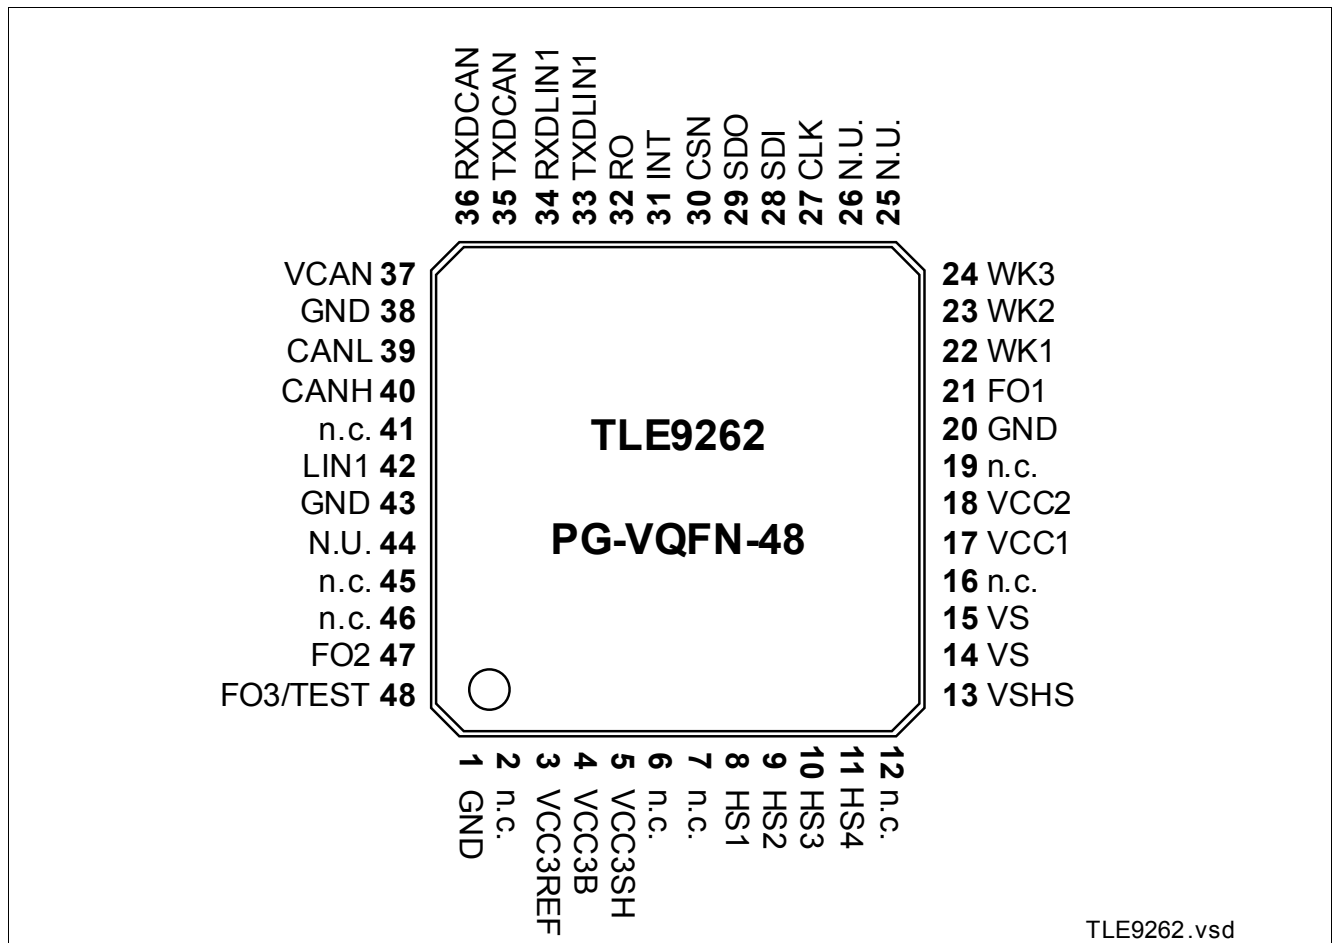 36 RXDCAN
35 TXDCAN
34 RXDLIN1
33 TXDLIN1
32 RO
31 INT
30 CSN
29 SDO
28 SDI
27 CLK
26 N.U.
25 N.U.
VCAN 37
GND 38
CANL 39
CANH 40
n.c. 41
LIN1 42
GND 43
N.U. 44
n.c. 45
n.c. 46
FO2 47
FO3/TEST 48
TLE9262
PG-VQFN-48
24 WK3
23 WK2
22 WK1
21 FO1
20 GND
19 n.c.
18 VCC2
17 VCC1
16 n.c.
15 VS
14 VS
13 VSHS
1 GND
2 n.c.
3 VCC3REF
4 VCC3B
5 VCC3SH
6 n.c.
7 n.c.
8 HS1
9 HS2
10 HS3
11 HS4
12 n.c.
TLE9262.vsd